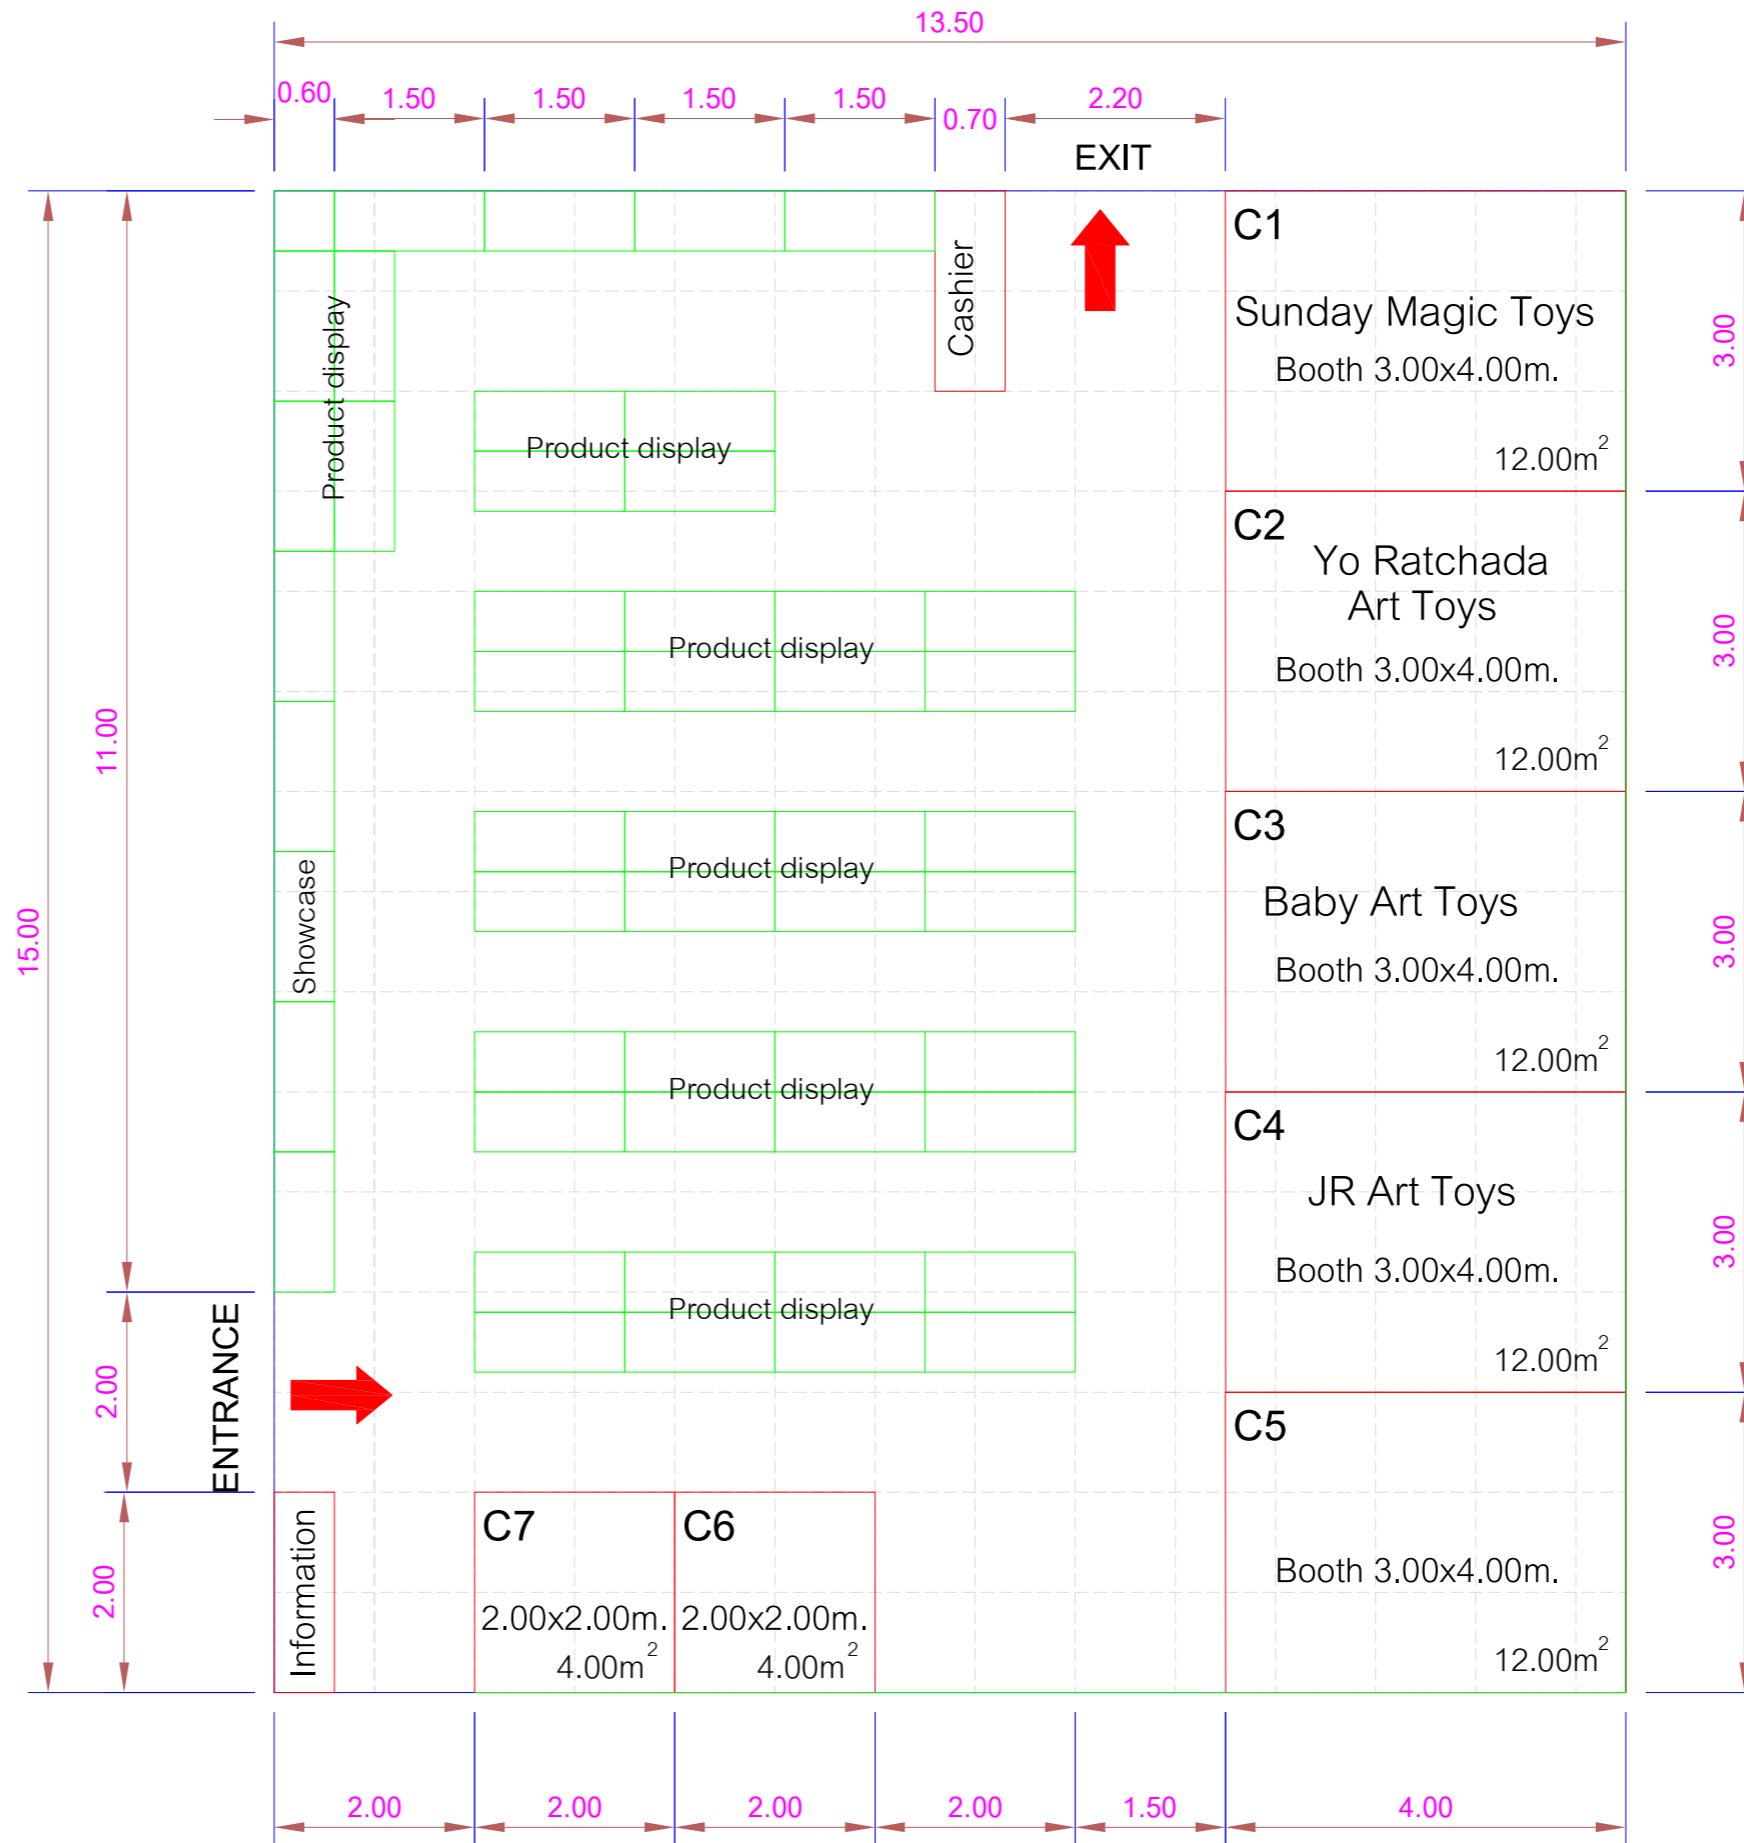 13.50
0.60
1.50
1.50
1.50
1.50
0.70
2.20
EXIT
C1
Sunday Magic Toys
Booth 3.00x4.00m.
12.00m²
3.00
Cashier
Product display
Product display
C2
Yo Ratchada
Art Toys
Booth 3.00x4.00m.
12.00m²
3.00
Product display
11.00
15.00
C3
Baby Art Toys
Booth 3.00x4.00m.
12.00m²
3.00
Product display
Showcase
C4
JR Art Toys
Booth 3.00x4.00m.
12.00m²
3.00
Product display
Product display
ENTRANCE
2.00
C5
Booth 3.00x4.00m.
12.00m²
3.00
2.00
Information
C7
2.00x2.00m.
4.00m²
C6
2.00x2.00m.
4.00m²
2.00
2.00
2.00
2.00
1.50
4.00